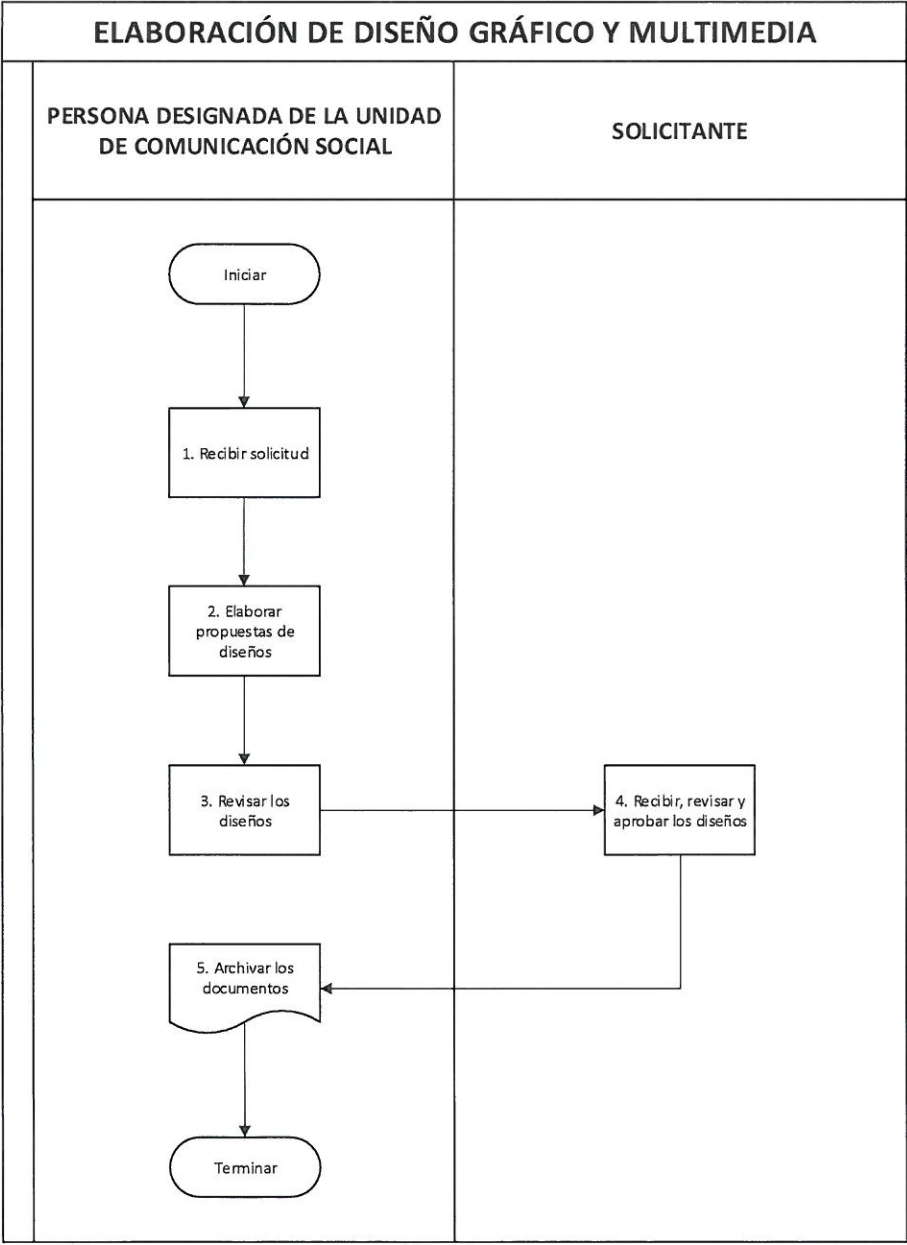 ELABORACIÓN DE DISEÑO GRÁFICO Y MULTIMEDIA
PERSONA DESIGNADA DE LA UNIDAD
DE COMUNICACIÓN SOCIAL
SOLICITANTE
Iniciar
1. Recibir solicitud
2. Elaborar
propuestas de
diseños
3. Revisar los
diseños
4. Recibir, revisar y
aprobar los diseños
5. Archivar los
documentos
Terminar